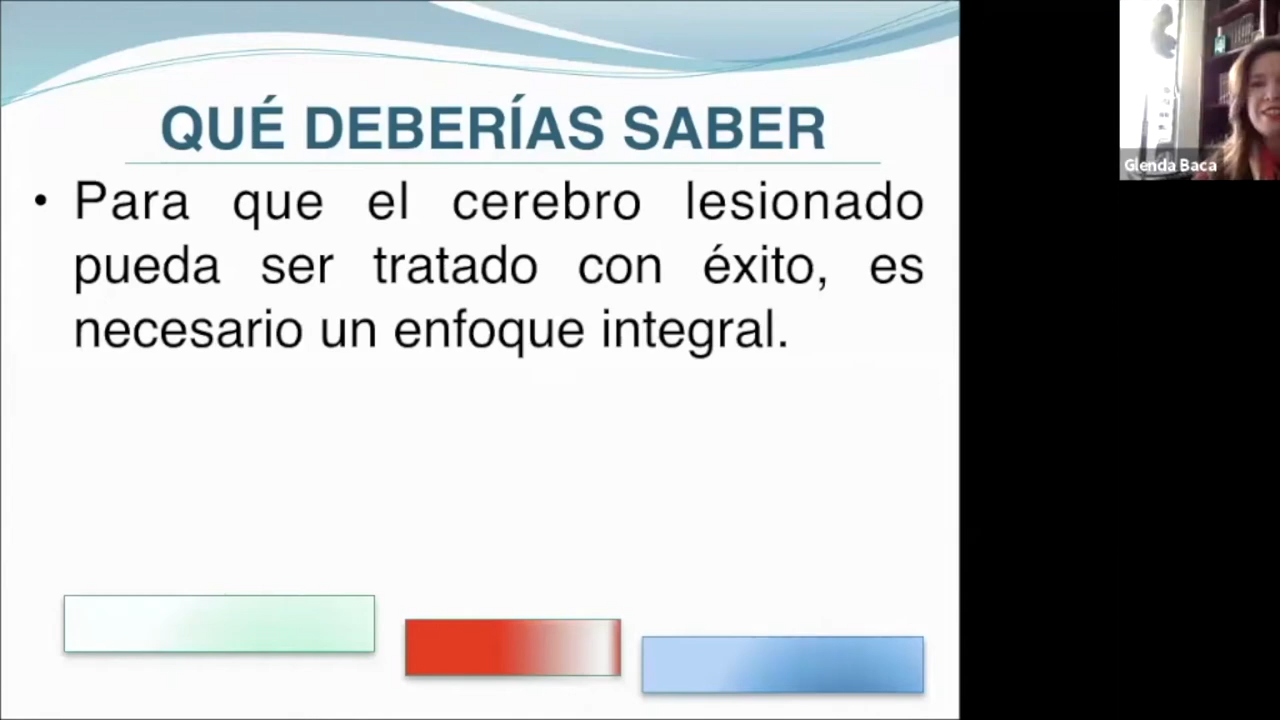 QUÉ DEBERÍAS SABER
• Para que el cerebro lesionado
pueda ser tratado con éxito, es
necesario un enfoque integral.
Glenda Baca